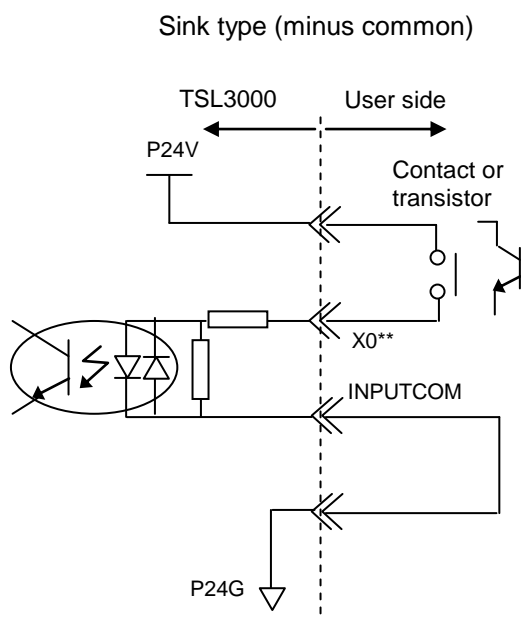 Sink type (minus common)
TSL3000
User side
P24V
Contact or
transistor
X0**
INPUTCOM
P24G